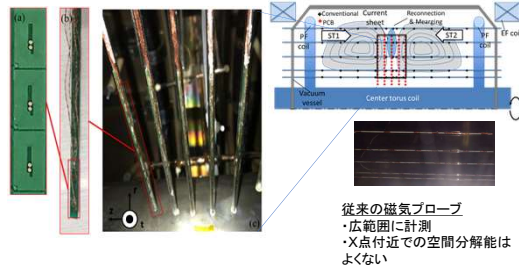 (a)
(b)
(c)
r
z
t
Conventional
PCB
Current
sheet
Reconnection
& Mearging
ST1
ST2
PF
coil
PF
coil
EF coil
Vacuum
vessel
Center torus coil
従来の磁気プローブ
・広範囲に計測
・X点付近での空間分解能は
よくない